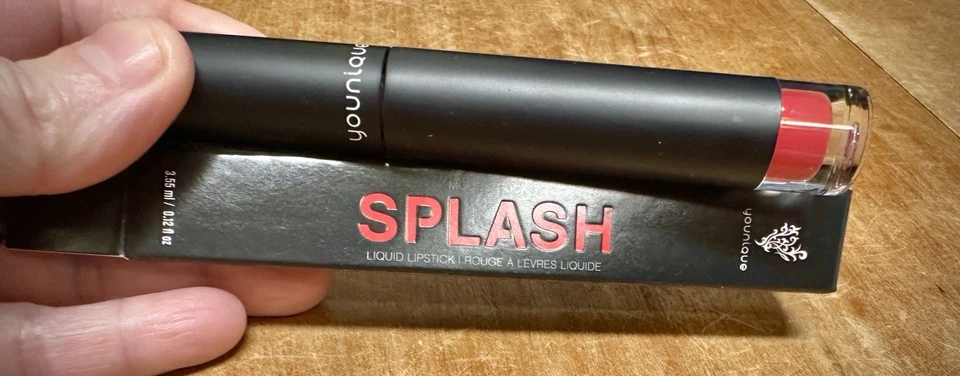 younique
3.55 ml / 0.12 fl oz
SPLASH
LIQUID LIPSTICK | ROUGE À LÈVRES LIQUIDE
younique